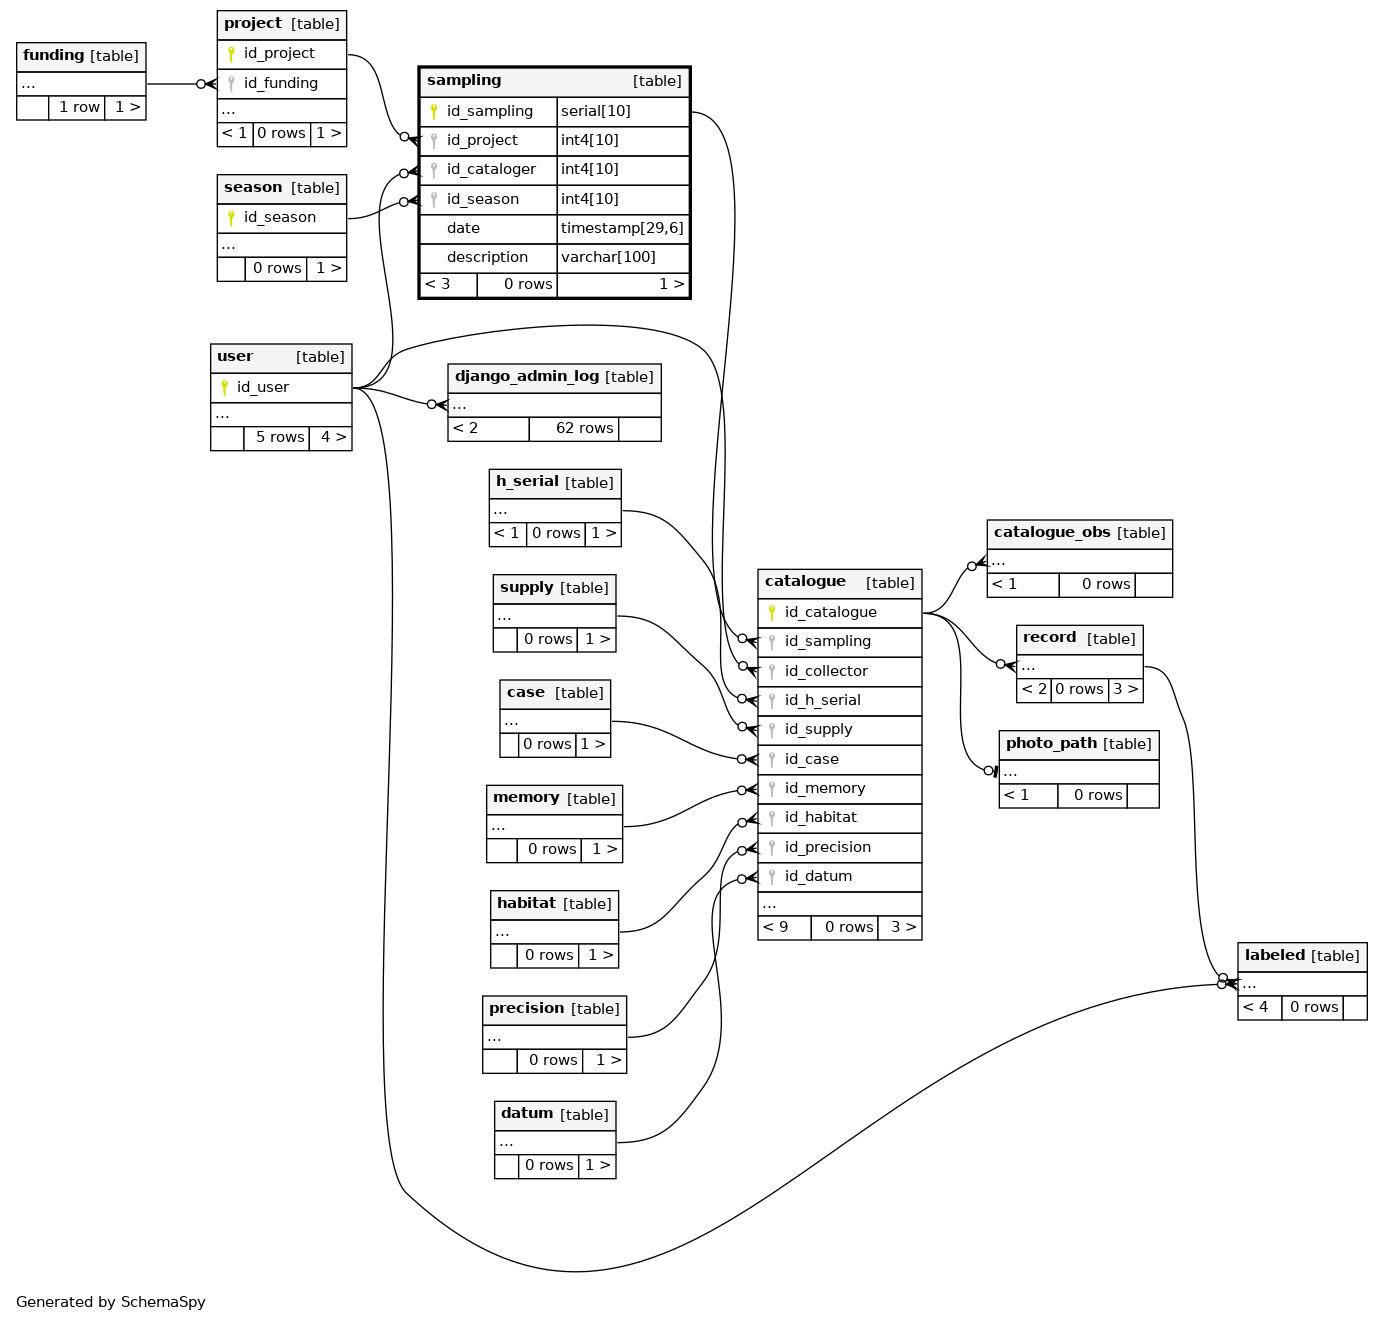 funding [table]
...
1 row 1 >
project [table]
id_project
id_funding
...
< 1 0 rows 1 >
season [table]
id_season
...
0 rows 1 >
sampling [table]
id_sampling serial[10]
id_project int4[10]
id_cataloger int4[10]
id_season int4[10]
date timestamp[29,6]
description varchar[100]
< 3 0 rows 1 >
user [table]
id_user
...
5 rows 4 >
django_admin_log [table]
...
< 2 62 rows
h_serial [table]
...
< 1 0 rows 1 >
supply [table]
...
0 rows 1 >
case [table]
...
0 rows 1 >
memory [table]
...
0 rows 1 >
habitat [table]
...
0 rows 1 >
precision [table]
...
0 rows 1 >
datum [table]
...
0 rows 1 >
catalogue [table]
id_catalogue
id_sampling
id_collector
id_h_serial
id_supply
id_case
id_memory
id_habitat
id_precision
id_datum
...
< 9 0 rows 3 >
catalogue_obs [table]
...
< 1 0 rows
record [table]
...
< 2 0 rows 3 >
photo_path [table]
...
< 1 0 rows
labeled [table]
...
< 4 0 rows
Generated by SchemaSpy